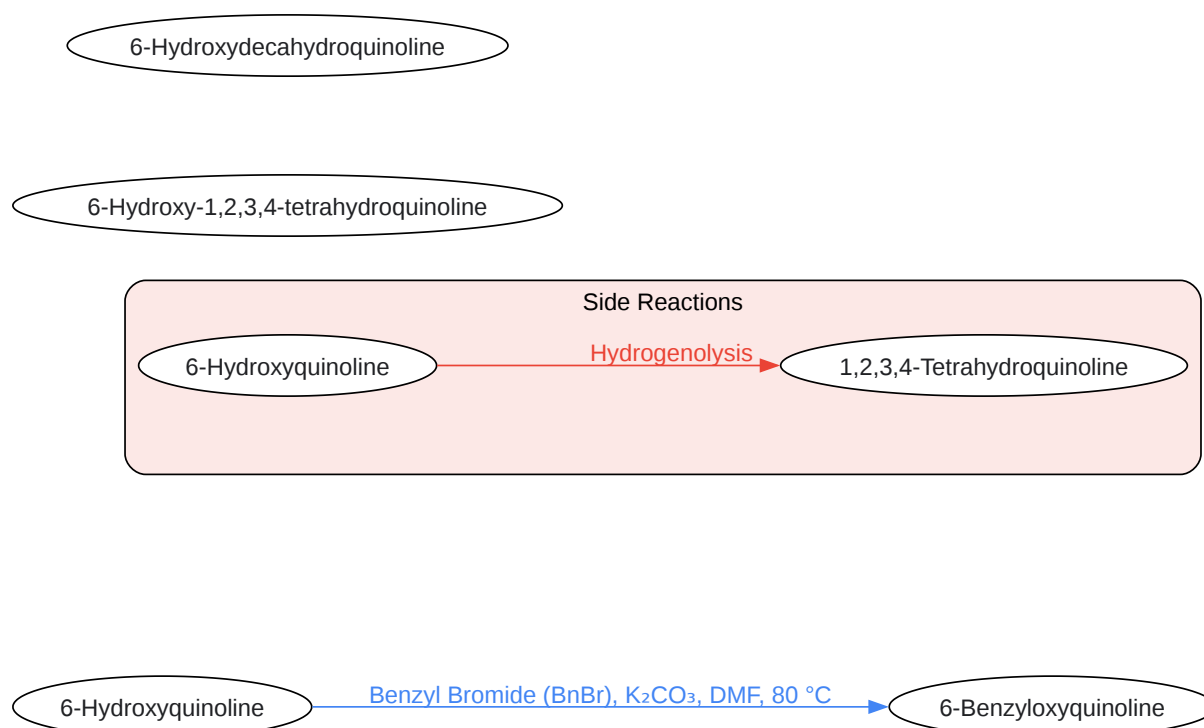 6-Hydroxydecahydroquinoline
6-Hydroxy-1,2,3,4-tetrahydroquinoline
Side Reactions
6-Hydroxyquinoline
Hydrogenolysis
1,2,3,4-Tetrahydroquinoline
6-Hydroxyquinoline
Benzyl Bromide (BnBr), K₂CO₃, DMF, 80 °C
6-Benzyloxyquinoline